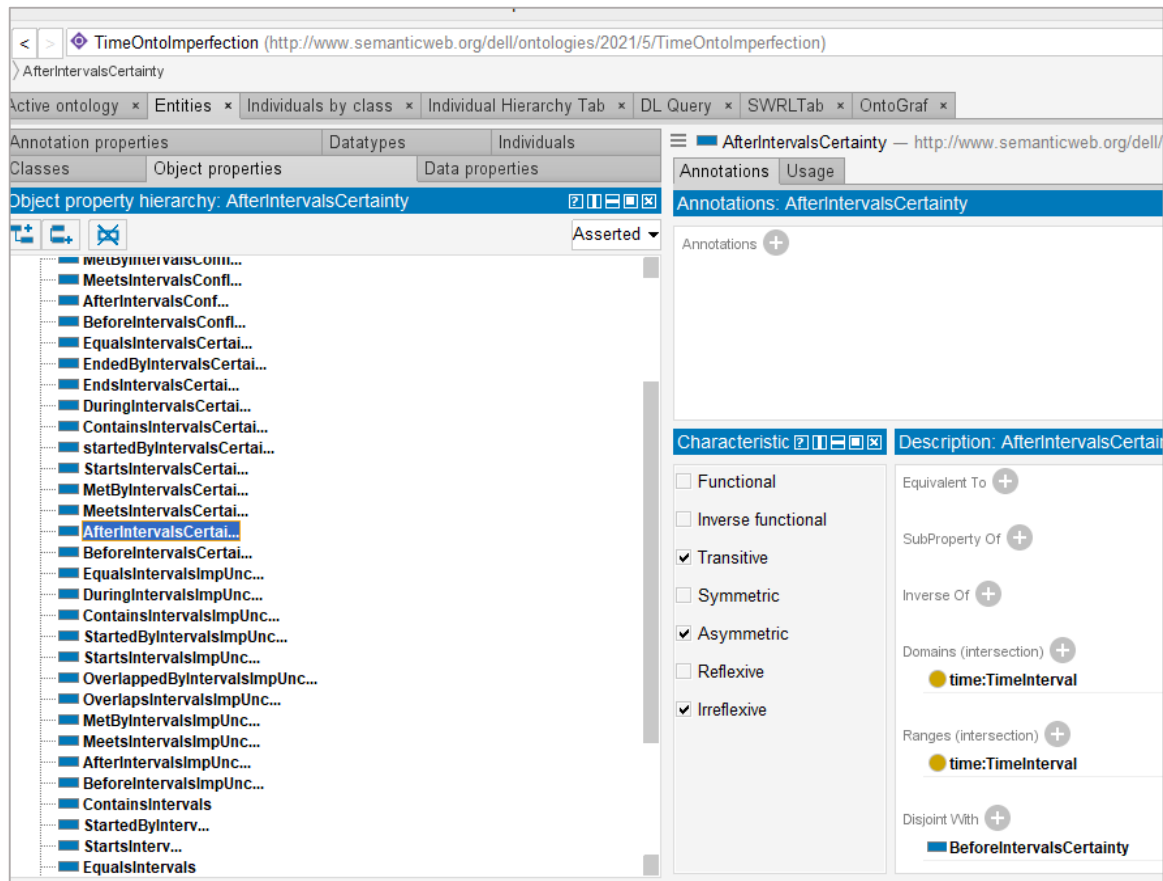 < > TimeOntoImperfection (http://www.semanticweb.org/dell/ontologies/2021/5/TimeOntoImperfection)
AfterIntervalsCertainty
Active ontology × Entities × Individuals by class × Individual Hierarchy Tab × DL Query × SWRLTab × OntoGraf ×
Annotation properties Datatypes Individuals
Classes Object properties Data properties
Object property hierarchy: AfterIntervalsCertainty
Asserted
MetByIntervalsConfl...
MeetsIntervalsConfl...
AfterIntervalsConf...
BeforeIntervalsConfl...
EqualsIntervalsCertai...
EndedByIntervalsCertai...
EndsIntervalsCertai...
DuringIntervalsCertai...
ContainsIntervalsCertai...
startedByIntervalsCertai...
StartsIntervalsCertai...
MetByIntervalsCertai...
MeetsIntervalsCertai...
AfterIntervalsCertai...
BeforeIntervalsCertai...
EqualsIntervalsImpUnc...
DuringIntervalsImpUnc...
ContainsIntervalsImpUnc...
StartedByIntervalsImpUnc...
StartsIntervalsImpUnc...
OverlappedByIntervalsImpUnc...
OverlapsIntervalsImpUnc...
MetByIntervalsImpUnc...
MeetsIntervalsImpUnc...
AfterIntervalsImpUnc...
BeforeIntervalsImpUnc...
ContainsIntervals
StartedByInterv...
StartsInterv...
EqualsIntervals
AfterIntervalsCertainty — http://www.semanticweb.org/dell/
Annotations Usage
Annotations: AfterIntervalsCertainty
Annotations
Characteristic
Functional
Inverse functional
Transitive
Symmetric
Asymmetric
Reflexive
Irreflexive
Description: AfterIntervalsCertain
Equivalent To
SubProperty Of
Inverse Of
Domains (intersection)
time:TimeInterval
Ranges (intersection)
time:TimeInterval
Disjoint With
BeforeIntervalsCertainty